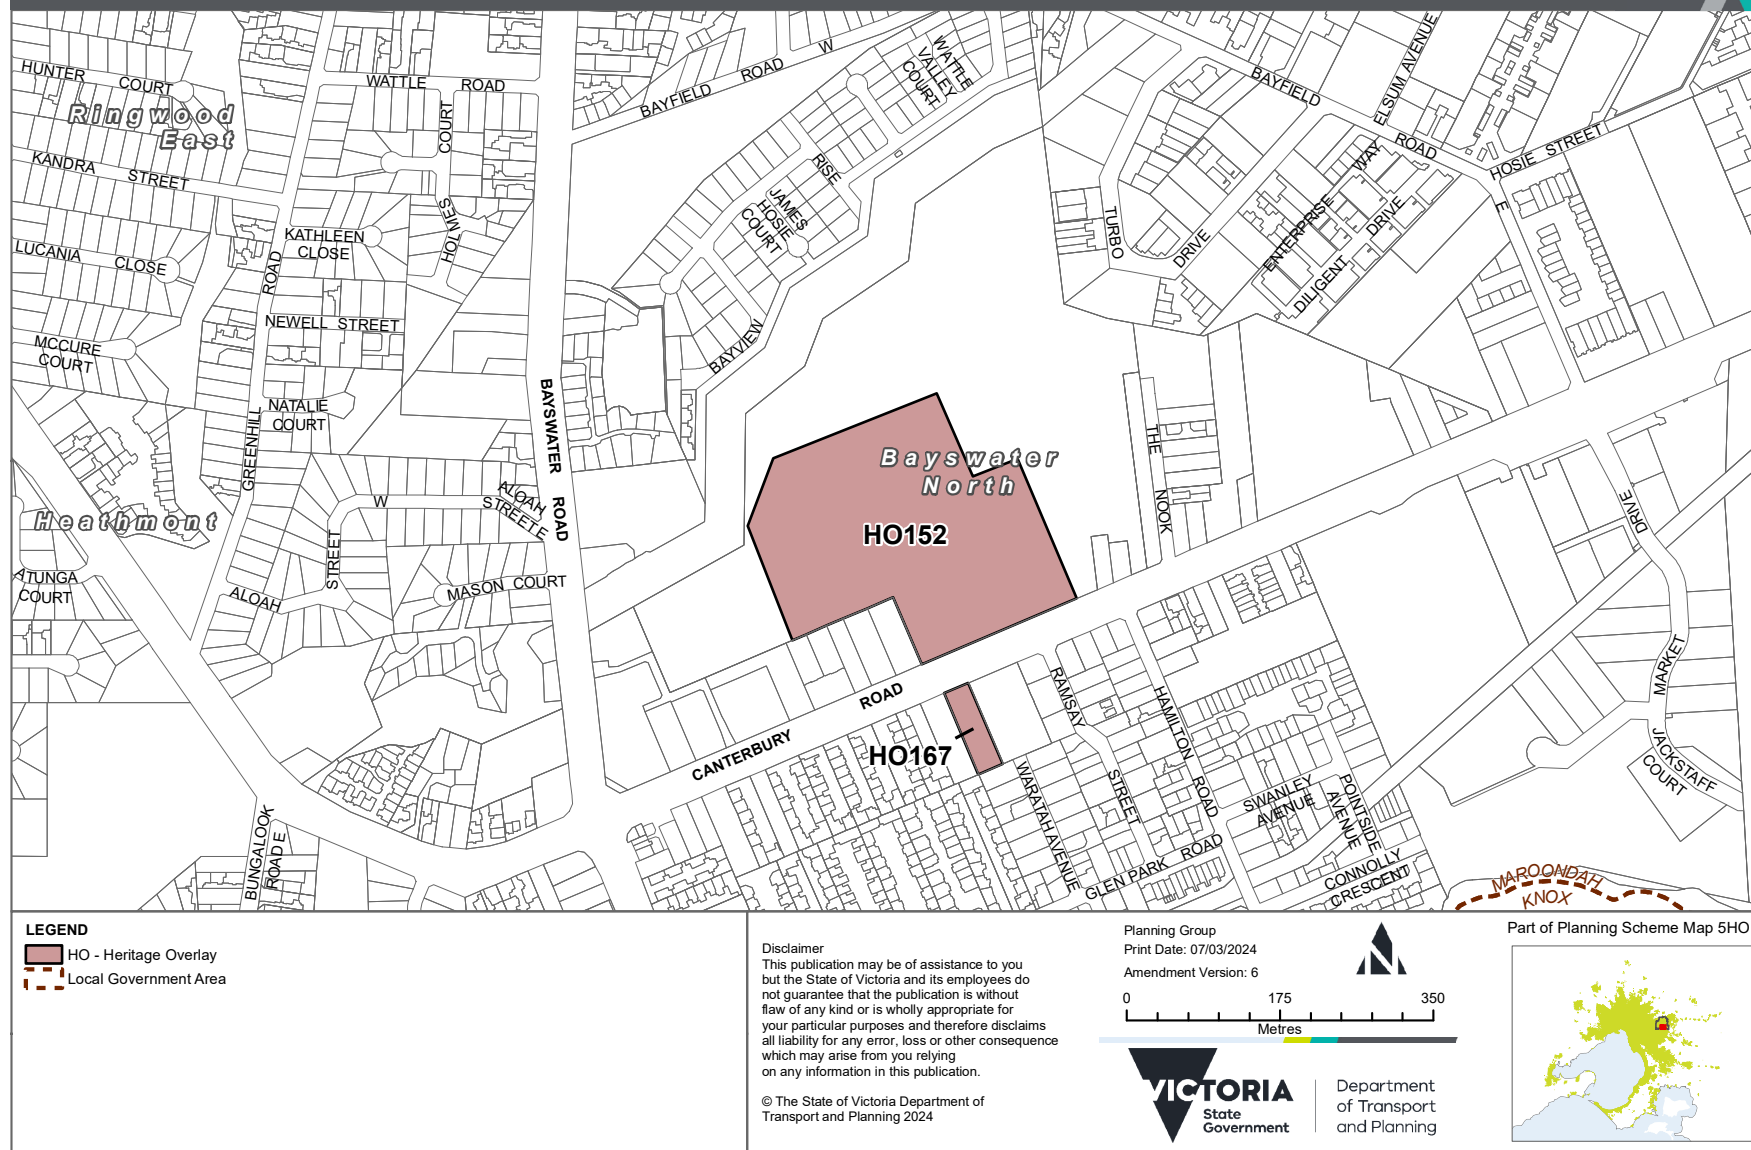 HUNTER COURT
Ringwood
East
WATTLE ROAD
COURT
HOLMES
KANDRA STREET
KATHLEEN
CLOSE
LUCANIA CLOSE
ROAD
NEWELL STREET
MCCURE
COURT
NATALIE
COURT
GREENHILL
Heathmont
W
ALOAH
STREETE
STREET
ATUNGA
COURT
ALOAH
MASON COURT
BAYSWATER ROAD
BUNGALOOK
ROAD E
BAYFIELD ROAD W
WATTLE
VALLEY
COURT
RISE
JAMES
HOSIE
COURT
BAYVIEW
BAYFIELD ROAD
ELSUM AVENUE
HOSIE STREET
E
TURBO
DRIVE
ENTERPRISE WAY
DILIGENT DRIVE
Bayswater
North
HO152
THE NOOK
CANTERBURY ROAD
HO167
RAMSAY STREET
HAMILTON ROAD
WARATAH AVENUE
GLEN PARK ROAD
SWANLEY
AVENUE
POINTSIDE
AVENUE
CONNOLLY
CRESCENT
MARKET DRIVE
JACKSTAFF
COURT
MAROONDAH
KNOX
LEGEND
HO - Heritage Overlay
Local Government Area
Disclaimer
This publication may be of assistance to you
but the State of Victoria and its employees do
not guarantee that the publication is without
flaw of any kind or is wholly appropriate for
your particular purposes and therefore disclaims
all liability for any error, loss or other consequence
which may arise from you relying
on any information in this publication.
© The State of Victoria Department of
Transport and Planning 2024
Planning Group
Print Date: 07/03/2024
Amendment Version: 6
0 175 350
Metres
VICTORIA
State
Government
Department
of Transport
and Planning
Part of Planning Scheme Map 5HO